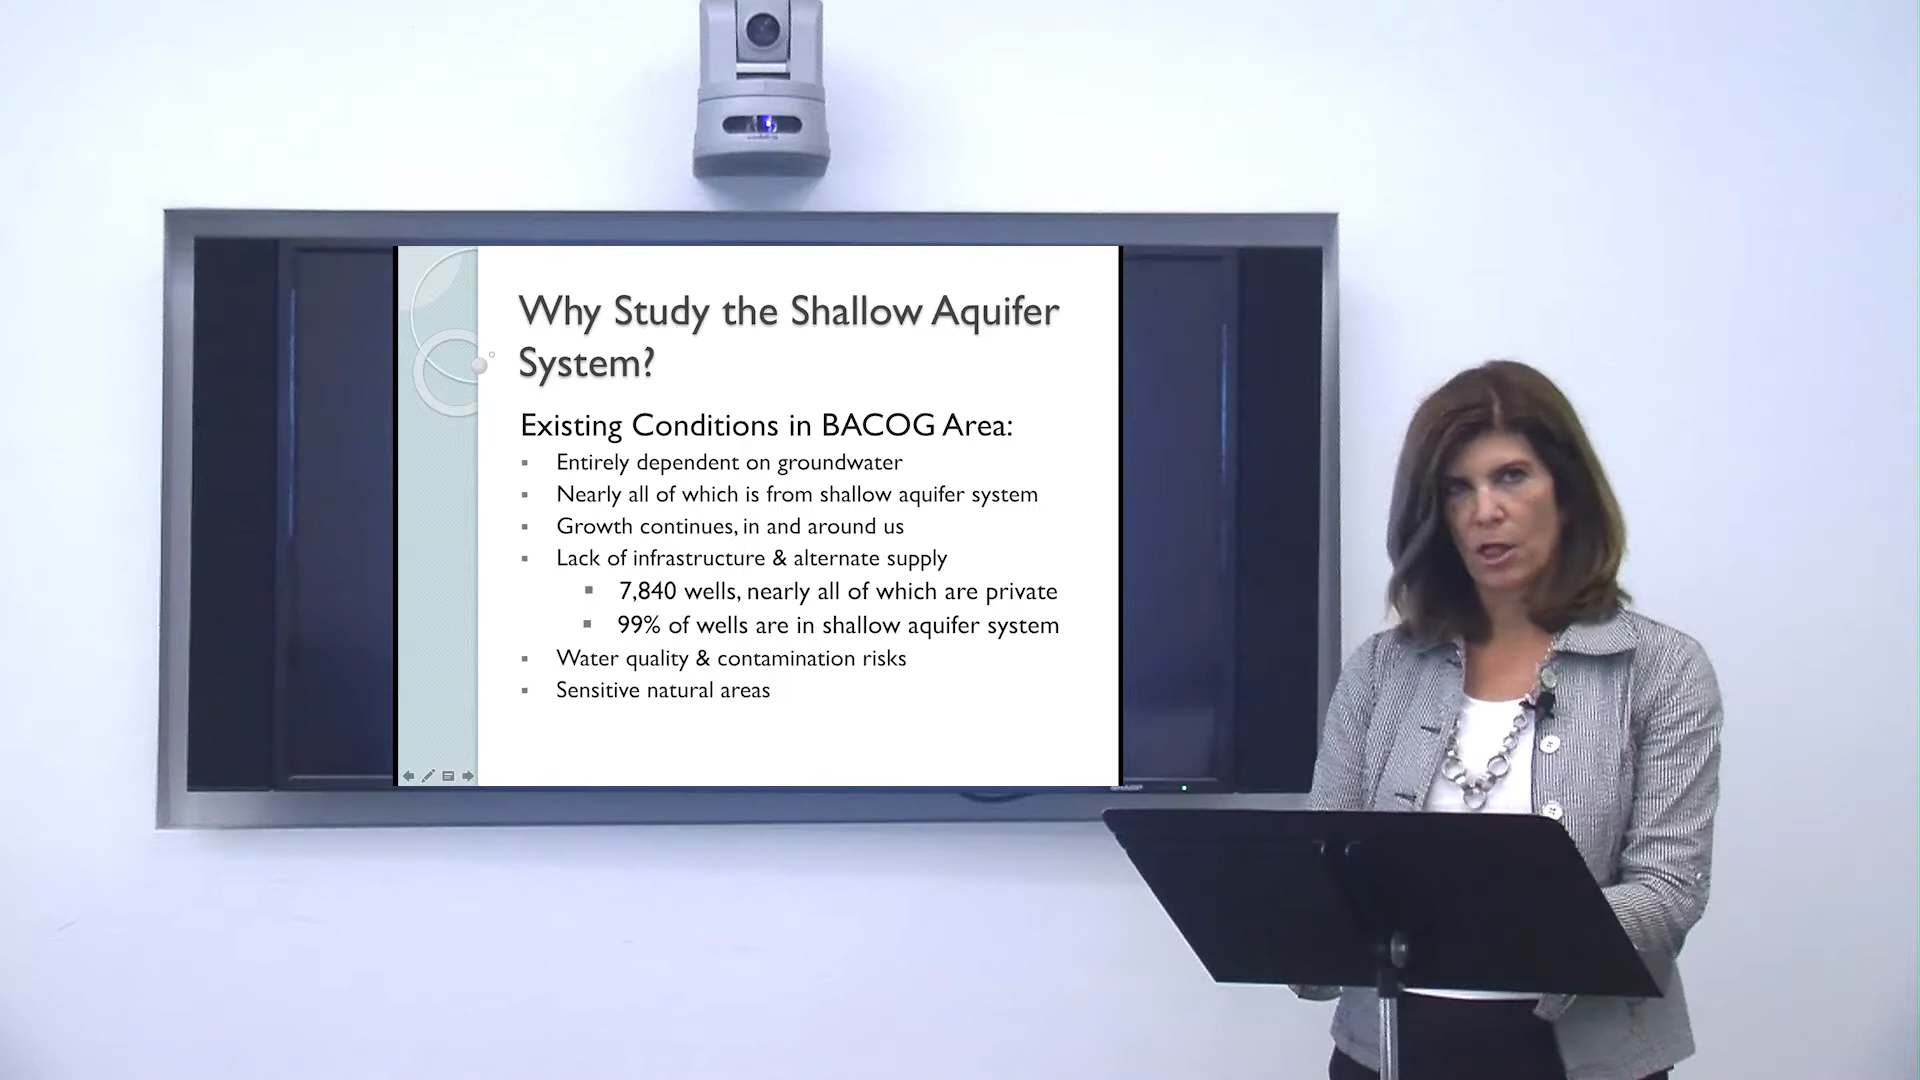 Why Study the Shallow Aquifer
System?
Existing Conditions in BACOG Area:
Entirely dependent on groundwater
Nearly all of which is from shallow aquifer system
Growth continues, in and around us
Lack of infrastructure & alternate supply
7,840 wells, nearly all of which are private
99% of wells are in shallow aquifer system
Water quality & contamination risks
Sensitive natural areas
SHARP